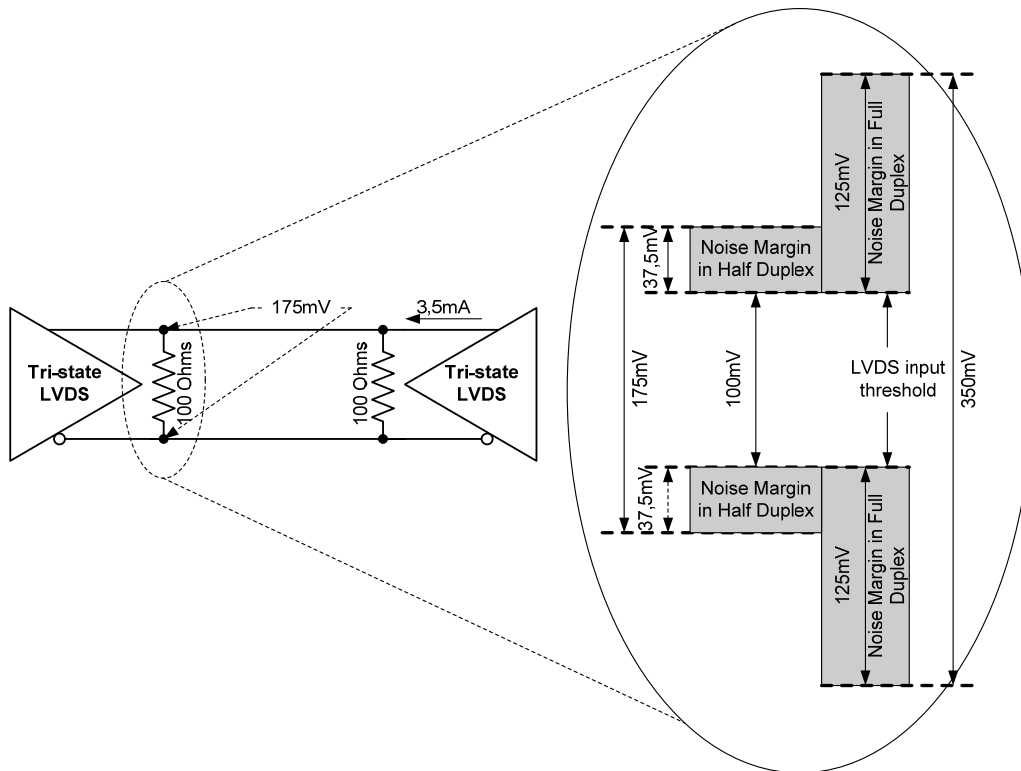 Tri-state
LVDS
100 Ohms
175mV
3,5mA
100 Ohms
Tri-state
LVDS
175mV
37,5mV
Noise Margin
in Half Duplex
125mV
Noise Margin in Full
Duplex
100mV
LVDS input
threshold
350mV
37,5mV
Noise Margin
in Half Duplex
125mV
Noise Margin in Full
Duplex